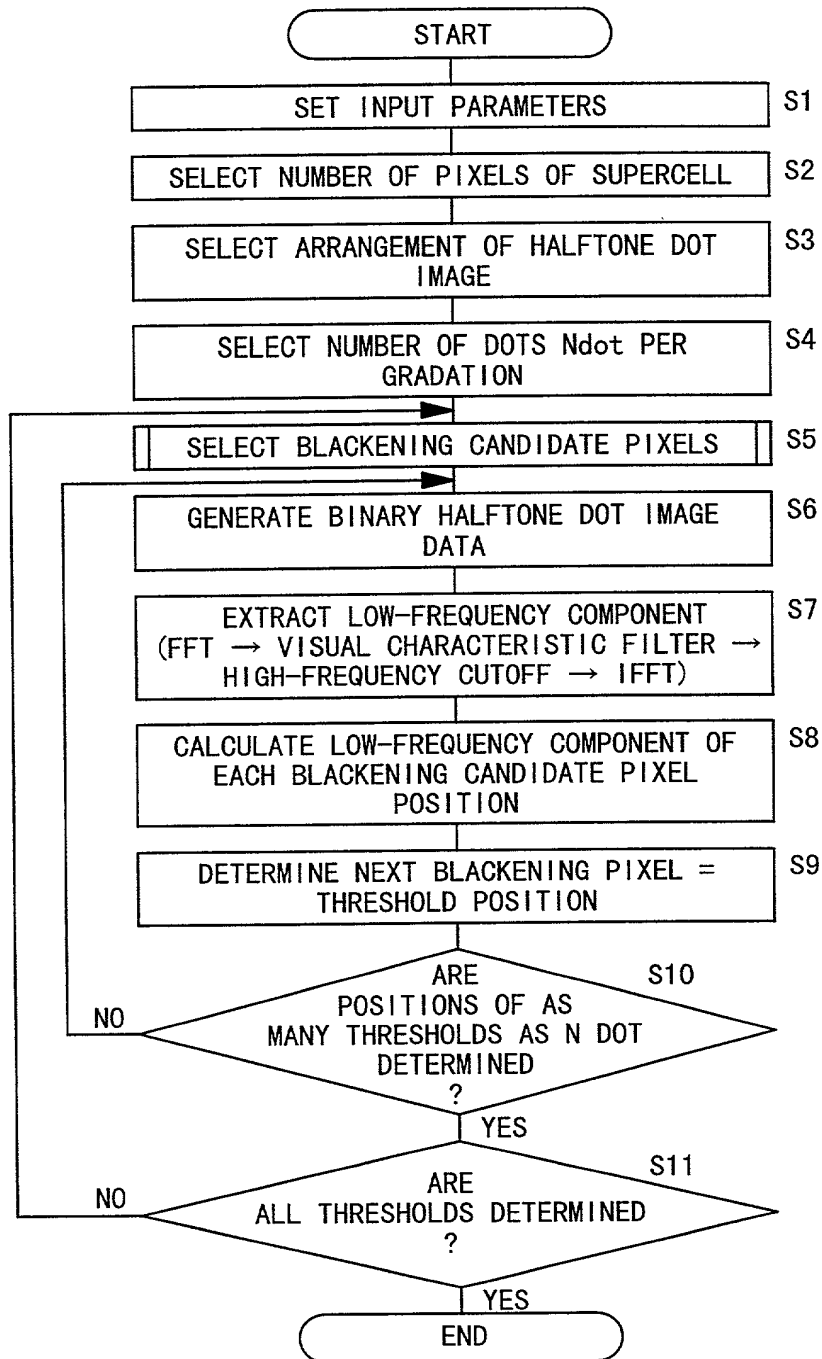 START
SET INPUT PARAMETERS
S1
SELECT NUMBER OF PIXELS OF SUPERCELL
S2
SELECT ARRANGEMENT OF HALFTONE DOT
IMAGE
S3
SELECT NUMBER OF DOTS Ndot PER
GRADATION
S4
SELECT BLACKENING CANDIDATE PIXELS
S5
GENERATE BINARY HALFTONE DOT IMAGE
DATA
S6
EXTRACT LOW-FREQUENCY COMPONENT
(FFT → VISUAL CHARACTERISTIC FILTER →
HIGH-FREQUENCY CUTOFF → IFFT)
S7
CALCULATE LOW-FREQUENCY COMPONENT OF
EACH BLACKENING CANDIDATE PIXEL
POSITION
S8
DETERMINE NEXT BLACKENING PIXEL =
THRESHOLD POSITION
S9
ARE
POSITIONS OF AS
MANY THRESHOLDS AS N DOT
DETERMINED
?
S10
NO
YES
ARE
ALL THRESHOLDS DETERMINED
?
S11
NO
YES
END